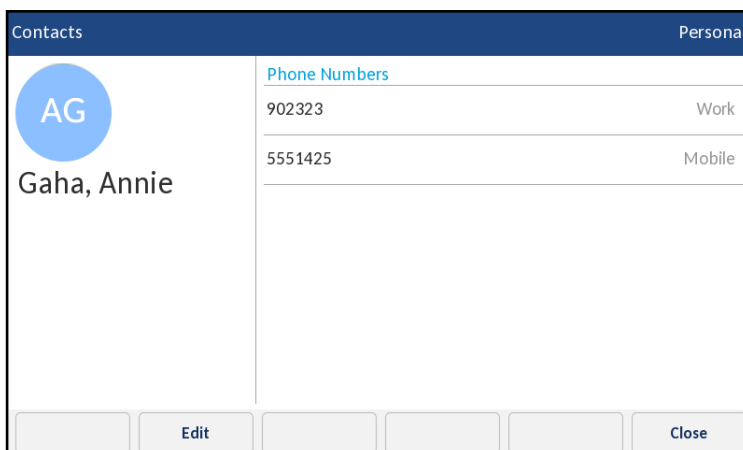 Contacts Persona
AG
Gaha, Annie
Phone Numbers
902323 Work
5551425 Mobile
Edit Close